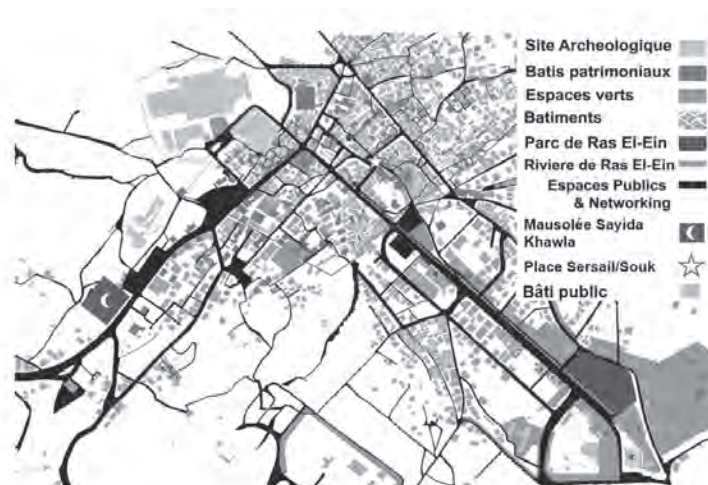 Site Archeologique
Batis patrimoniaux
Espaces verts
Batiments
Parc de Ras El-Ein
Riviere de Ras El-Ein
Espaces Publics
& Networking
Mausolée Sayida
Khawla
Place Sersail/Souk
Bâti public